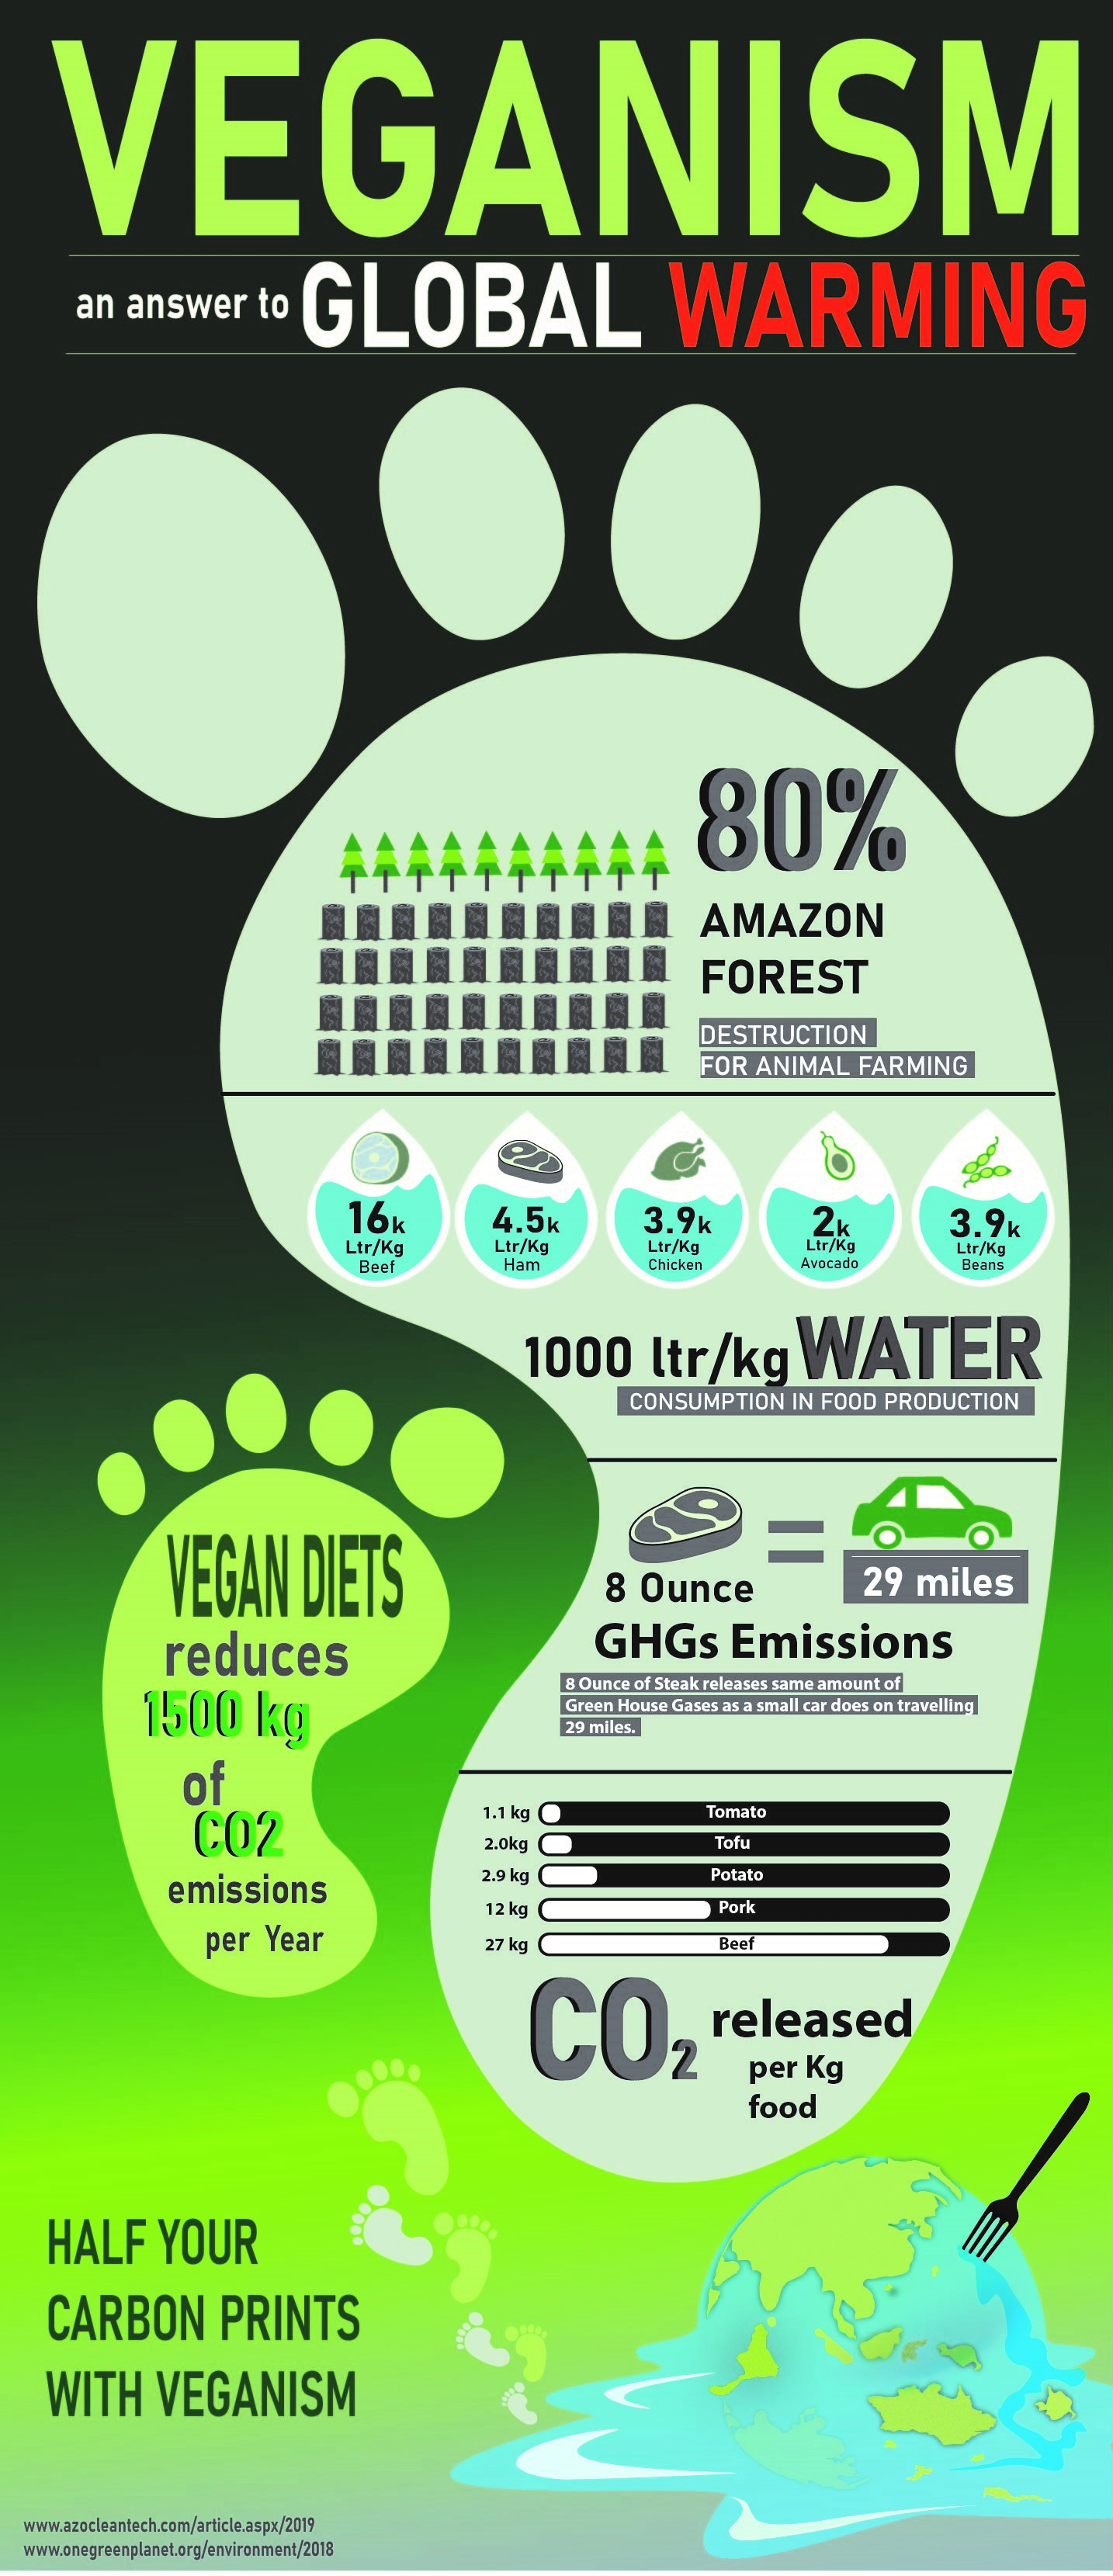 VEGANISM
an answer to GLOBAL WARMING
80%
AMAZON
FOREST
DESTRUCTION
FOR ANIMAL FARMING
16k
Ltr/Kg
Beef
4.5k
Ltr/Kg
Ham
3.9k
Ltr/Kg
Chicken
2k
Ltr/Kg
Avocado
3.9k
Ltr/Kg
Beans
1000 ltr/kg WATER
CONSUMPTION IN FOOD PRODUCTION
8 Ounce
=
29 miles
GHGs Emissions
8 Ounce of Steak releases same amount of
Green House Gases as a small car does on travelling
29 miles.
VEGAN DIETS
reduces
1500 kg
of
CO2
emissions
per Year
1.1 kg Tomato
2.0kg Tofu
2.9 kg Potato
12 kg Pork
27 kg Beef
CO2 released
per Kg
food
HALF YOUR
CARBON PRINTS
WITH VEGANISM
www.azocleantech.com/article.aspx/2019
www.onegreenplanet.org/environment/2018